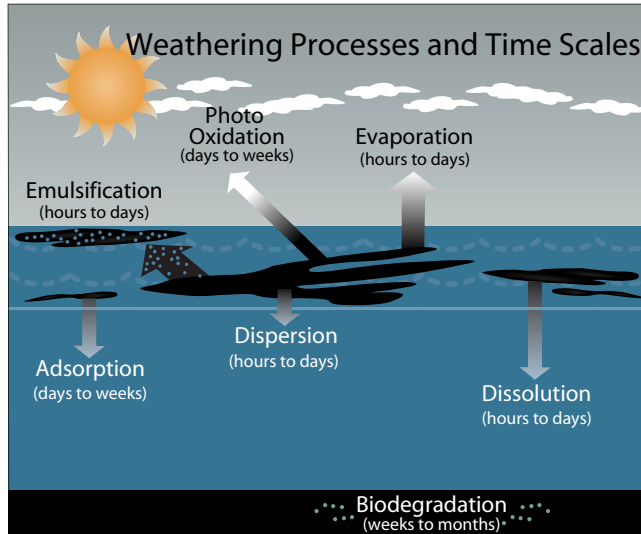 Weathering Processes and Time Scales
Photo
Oxidation
(days to weeks)
Evaporation
(hours to days)
Emulsification
(hours to days)
Dispersion
(hours to days)
Adsorption
(days to weeks)
Dissolution
(hours to days)
Biodegradation
(weeks to months)